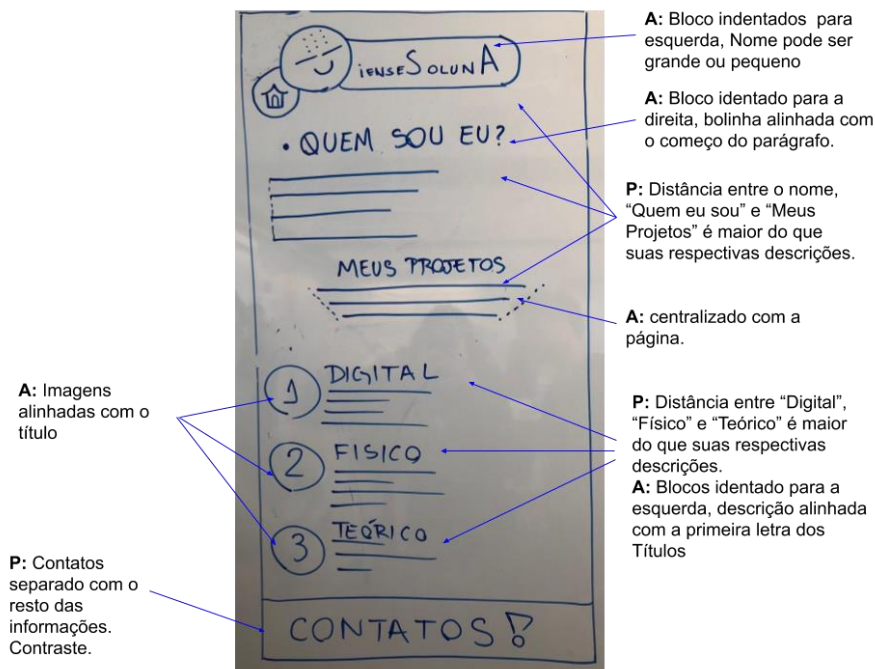 A: Bloco indentados para
esquerda, Nome pode ser
grande ou pequeno
A: Bloco identado para a
direita, bolinha alinhada com
o começo do parágrafo.
P: Distância entre o nome,
“Quem eu sou” e “Meus
Projetos” é maior do que
suas respectivas descrições.
A: centralizado com a
página.
P: Distância entre “Digital”,
“Físico” e “Teórico” é maior
do que suas respectivas
descrições.
A: Blocos identado para a
esquerda, descrição alinhada
com a primeira letra dos
Títulos
A: Imagens
alinhadas com o
título
P: Contatos
separado com o
resto das
informações.
Contraste.
iENSESOLUNA
• QUEM SOU EU?
MEUS PROJETOS
1 DIGITAL
2 FISICO
3 TEÓRICO
CONTATOS!